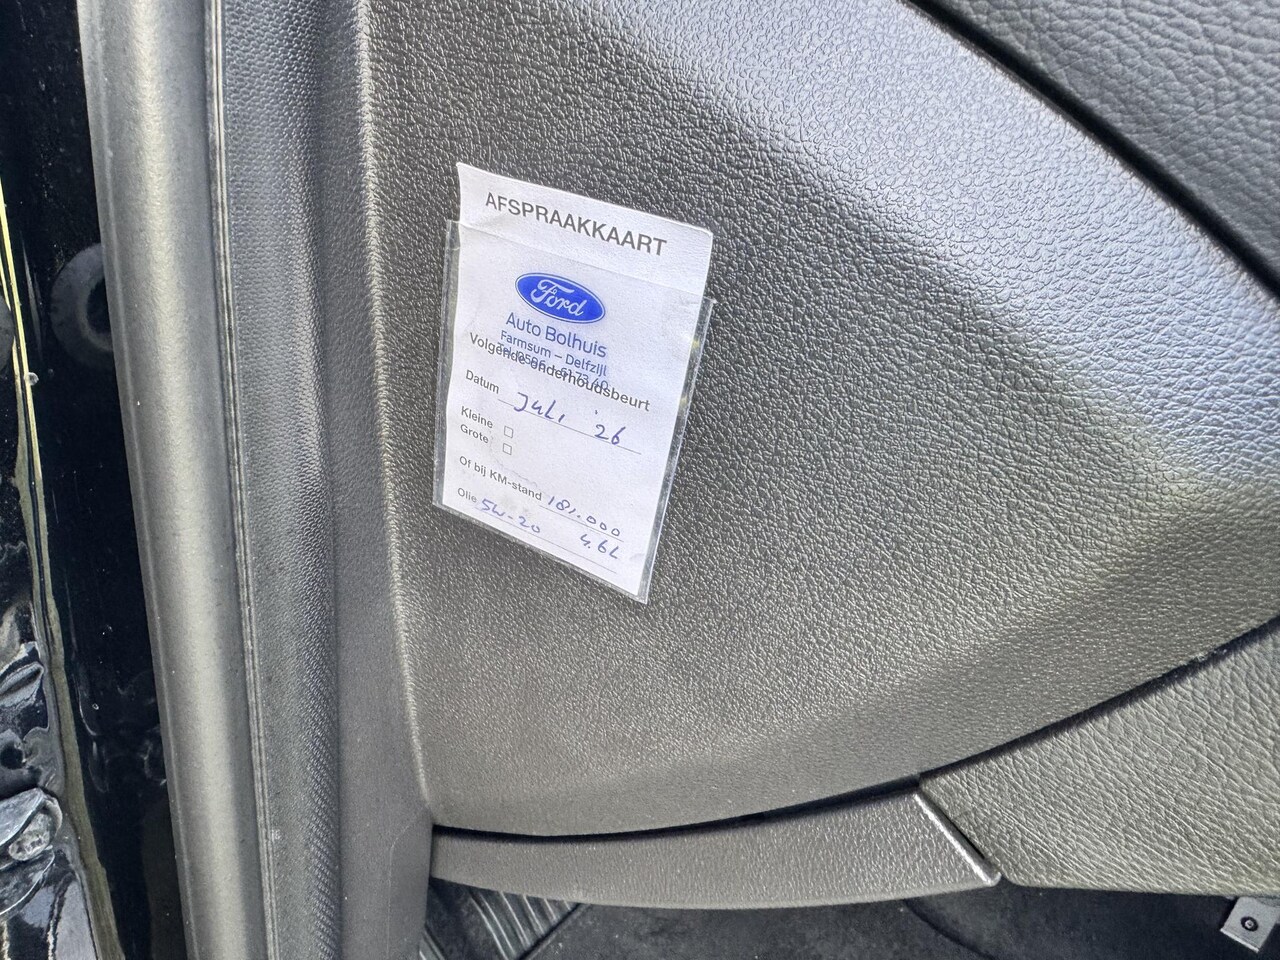 AFSPRAAKKAART
Ford
Auto Bolhuis
Farmsum – Delfzijl
Volgende onderhoudsbeurt
Datum juli '26
Kleine
Grote
Of bij KM-stand 181.000
Olie 5W-20 4.6L